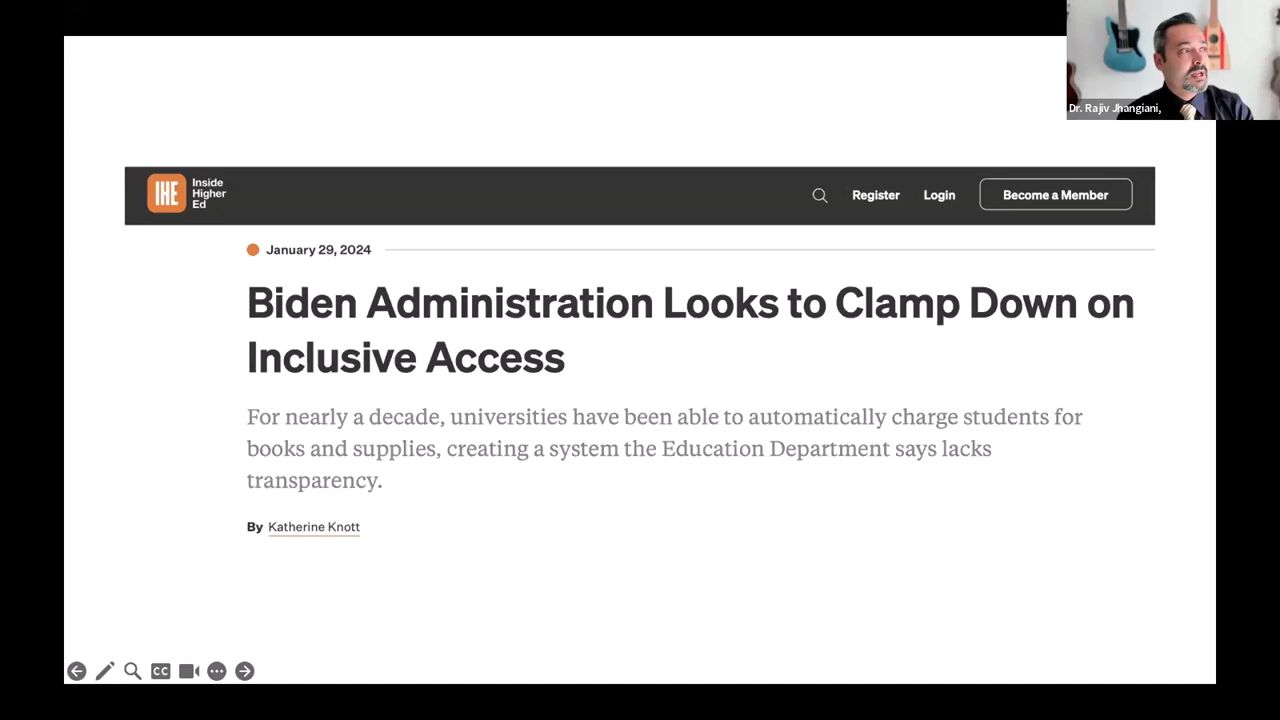 Dr. Rajiv Jhangiani,
IHE
Inside
Higher
Ed
Register
Login
Become a Member
January 29, 2024
Biden Administration Looks to Clamp Down on
Inclusive Access
For nearly a decade, universities have been able to automatically charge students for
books and supplies, creating a system the Education Department says lacks
transparency.
By Katherine Knott
CC